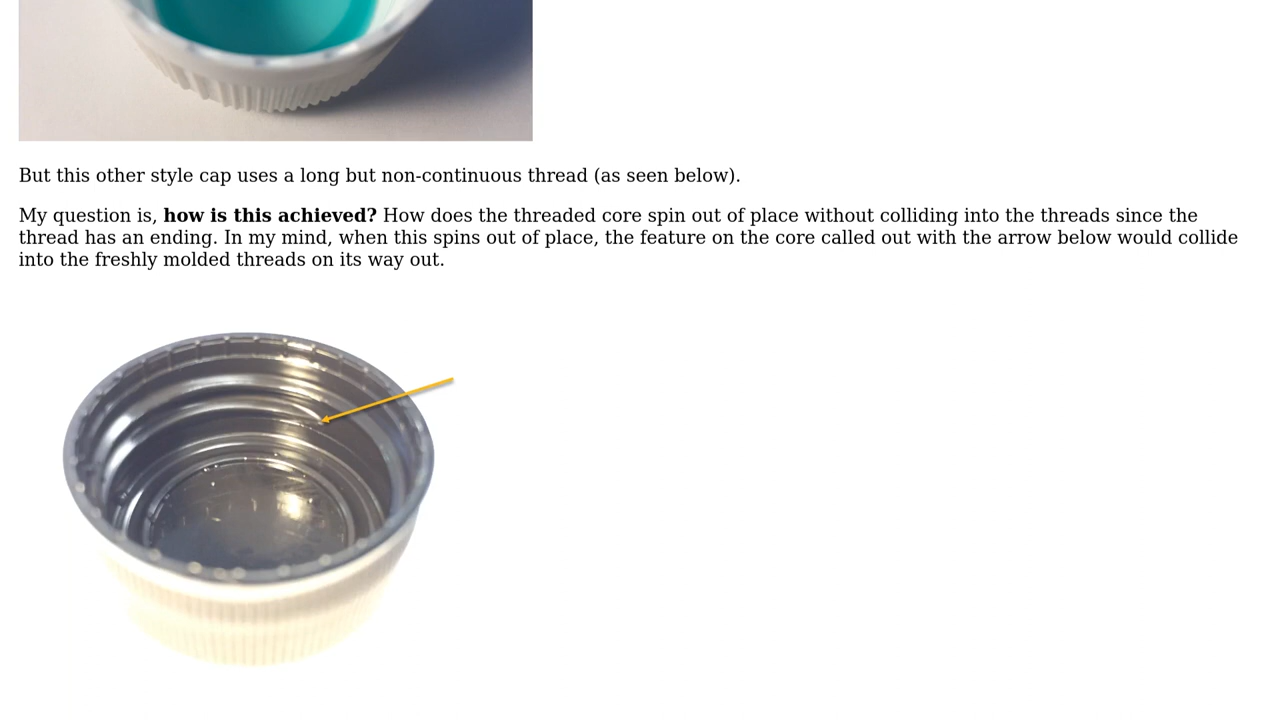 But this other style cap uses a long but non-continuous thread (as seen below).
My question is, how is this achieved? How does the threaded core spin out of place without colliding into the threads since the
thread has an ending. In my mind, when this spins out of place, the feature on the core called out with the arrow below would collide
into the freshly molded threads on its way out.